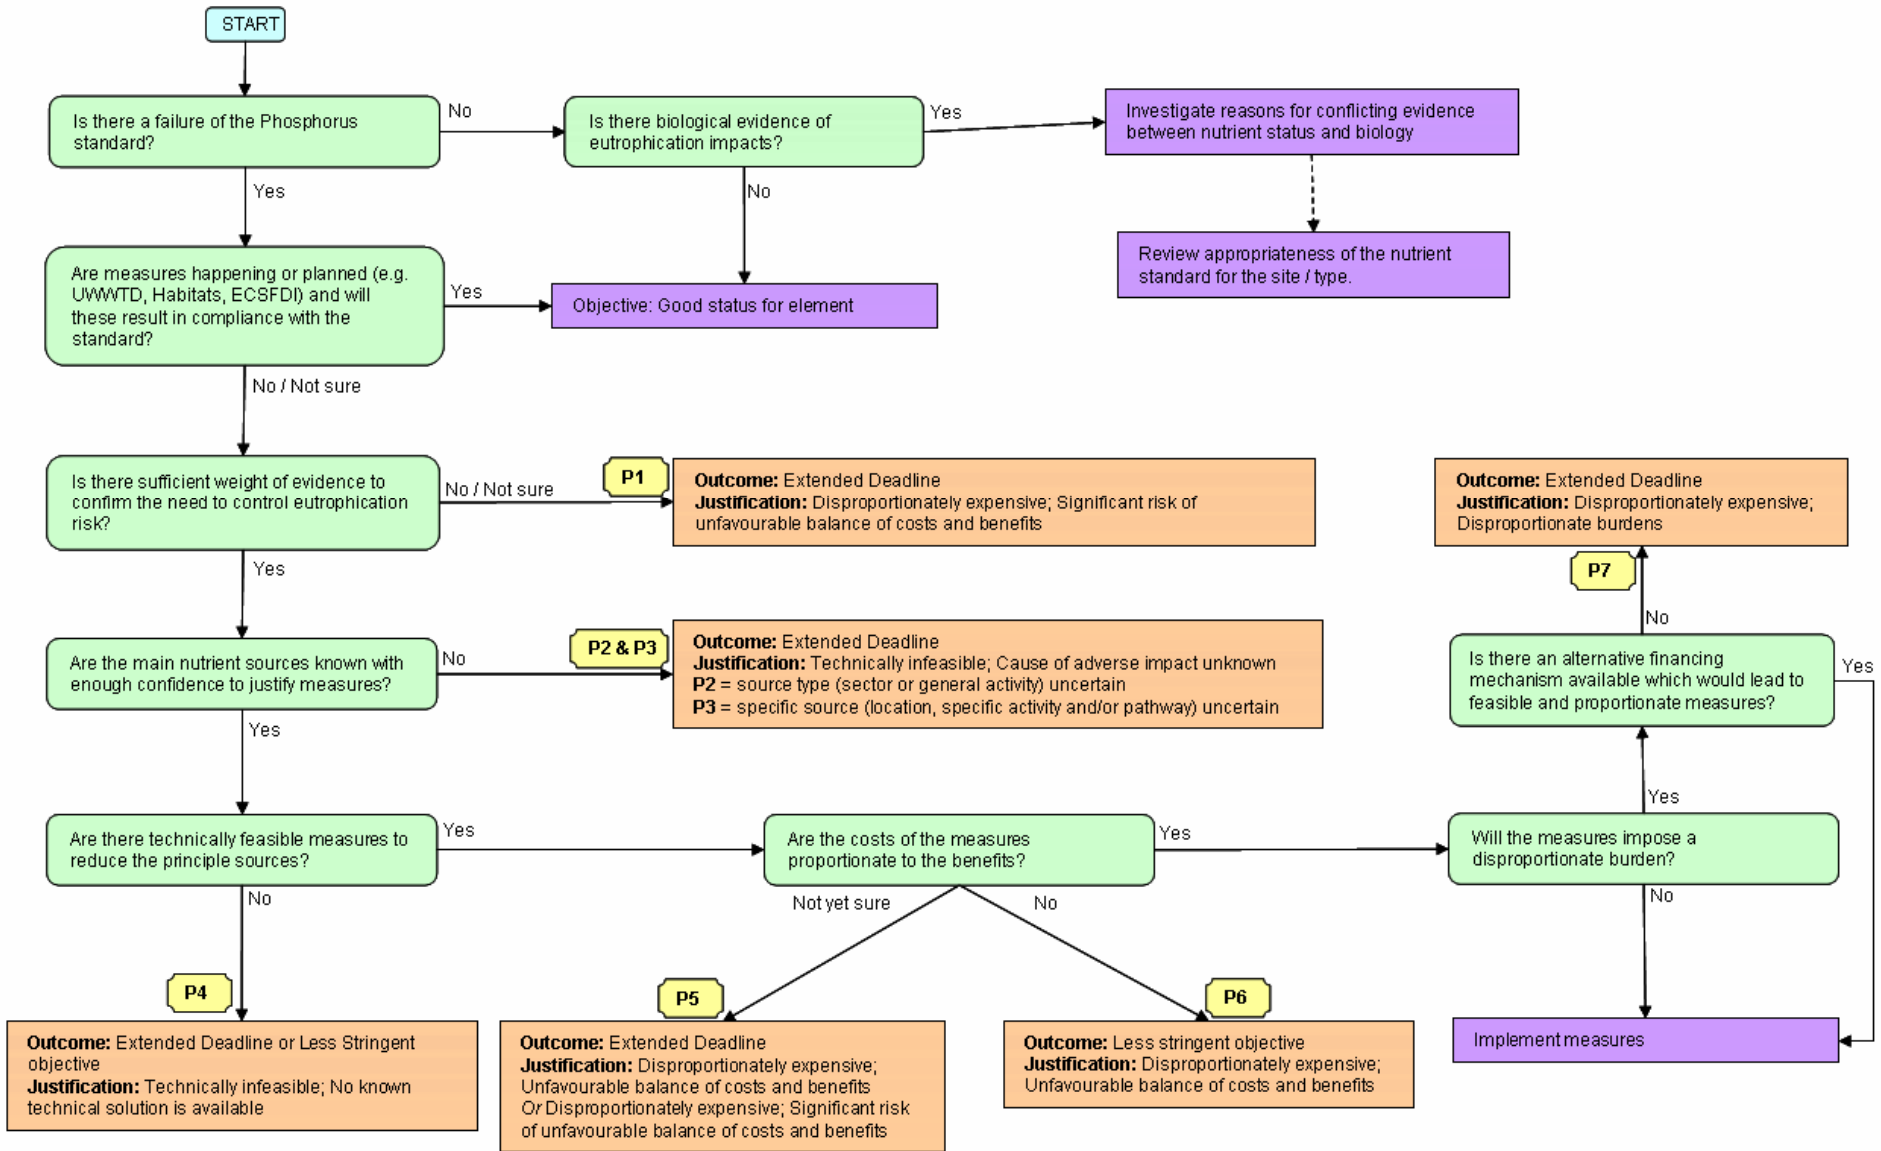 START
Is there a failure of the Phosphorus
standard?
No
Is there biological evidence of
eutrophication impacts?
Yes
Investigate reasons for conflicting evidence
between nutrient status and biology
Yes
No
Review appropriateness of the nutrient
standard for the site / type.
Are measures happening or planned (e.g.
UWWTD, Habitats, ECSFDI) and will
these result in compliance with the
standard?
Yes
Objective: Good status for element
No / Not sure
Is there sufficient weight of evidence to
confirm the need to control eutrophication
risk?
No / Not sure
P1
Outcome: Extended Deadline
Justification: Disproportionately expensive; Significant risk of
unfavourable balance of costs and benefits
Outcome: Extended Deadline
Justification: Disproportionately expensive;
Disproportionate burdens
P7
No
Yes
Are the main nutrient sources known with
enough confidence to justify measures?
No
P2 & P3
Outcome: Extended Deadline
Justification: Technically infeasible; Cause of adverse impact unknown
P2 = source type (sector or general activity) uncertain
P3 = specific source (location, specific activity and/or pathway) uncertain
Is there an alternative financing
mechanism available which would lead to
feasible and proportionate measures?
Yes
Yes
Yes
Are there technically feasible measures to
reduce the principle sources?
Yes
Are the costs of the measures
proportionate to the benefits?
Yes
Will the measures impose a
disproportionate burden?
No
Not yet sure
No
No
P4
P5
P6
Outcome: Extended Deadline or Less Stringent
objective
Justification: Technically infeasible; No known
technical solution is available
Outcome: Extended Deadline
Justification: Disproportionately expensive;
Unfavourable balance of costs and benefits
Or Disproportionately expensive; Significant risk
of unfavourable balance of costs and benefits
Outcome: Less stringent objective
Justification: Disproportionately expensive;
Unfavourable balance of costs and benefits
Implement measures